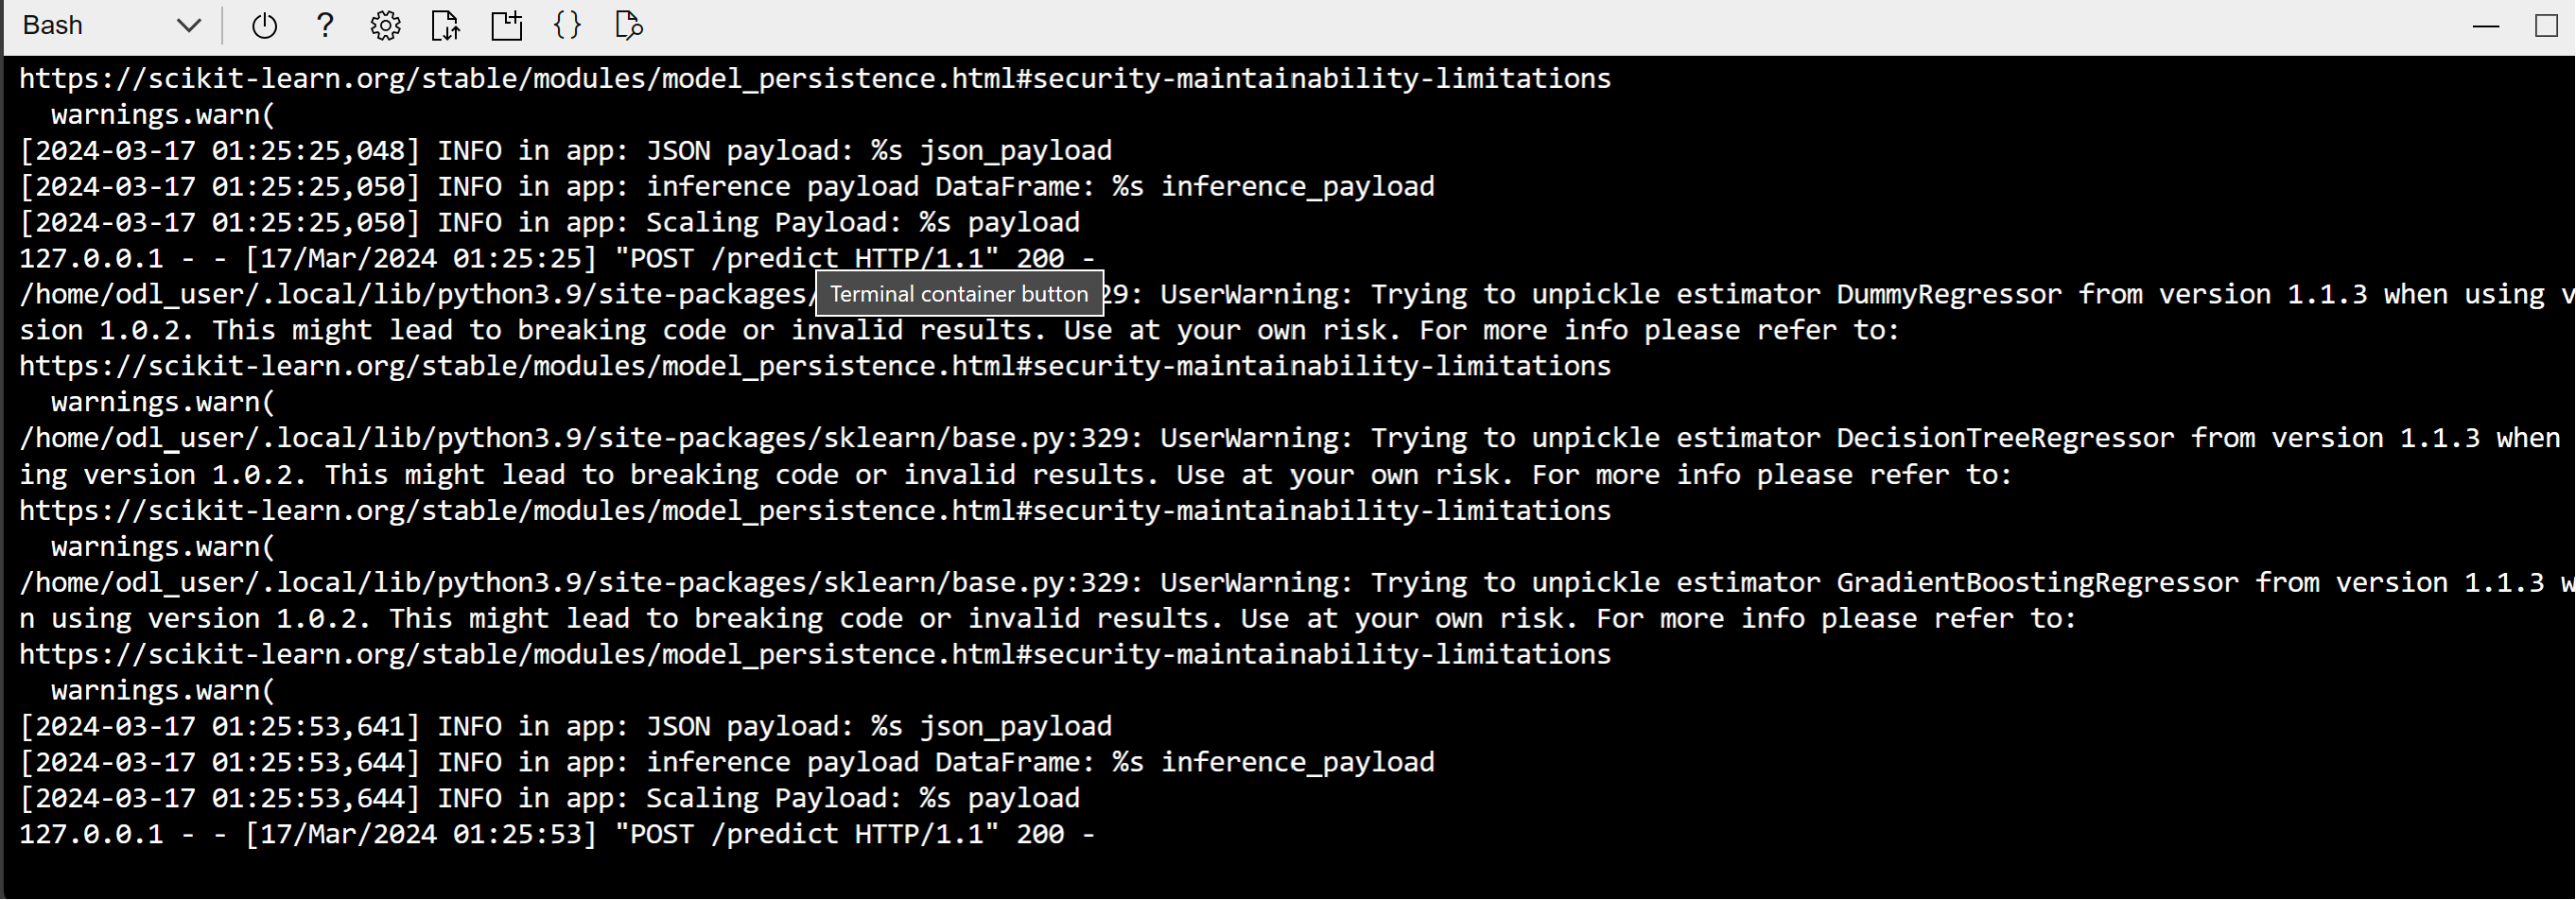 Bash
https://scikit-learn.org/stable/modules/model_persistence.html#security-maintainability-limitations
  warnings.warn(
[2024-03-17 01:25:25,048] INFO in app: JSON payload: %s json_payload
[2024-03-17 01:25:25,050] INFO in app: inference payload DataFrame: %s inference_payload
[2024-03-17 01:25:25,050] INFO in app: Scaling Payload: %s payload
127.0.0.1 - - [17/Mar/2024 01:25:25] "POST /predict HTTP/1.1" 200 -
/home/odl_user/.local/lib/python3.9/site-packages/ Terminal container button 29: UserWarning: Trying to unpickle estimator DummyRegressor from version 1.1.3 when using v
sion 1.0.2. This might lead to breaking code or invalid results. Use at your own risk. For more info please refer to:
https://scikit-learn.org/stable/modules/model_persistence.html#security-maintainability-limitations
  warnings.warn(
/home/odl_user/.local/lib/python3.9/site-packages/sklearn/base.py:329: UserWarning: Trying to unpickle estimator DecisionTreeRegressor from version 1.1.3 when
ing version 1.0.2. This might lead to breaking code or invalid results. Use at your own risk. For more info please refer to:
https://scikit-learn.org/stable/modules/model_persistence.html#security-maintainability-limitations
  warnings.warn(
/home/odl_user/.local/lib/python3.9/site-packages/sklearn/base.py:329: UserWarning: Trying to unpickle estimator GradientBoostingRegressor from version 1.1.3 w
n using version 1.0.2. This might lead to breaking code or invalid results. Use at your own risk. For more info please refer to:
https://scikit-learn.org/stable/modules/model_persistence.html#security-maintainability-limitations
  warnings.warn(
[2024-03-17 01:25:53,641] INFO in app: JSON payload: %s json_payload
[2024-03-17 01:25:53,644] INFO in app: inference payload DataFrame: %s inference_payload
[2024-03-17 01:25:53,644] INFO in app: Scaling Payload: %s payload
127.0.0.1 - - [17/Mar/2024 01:25:53] "POST /predict HTTP/1.1" 200 -